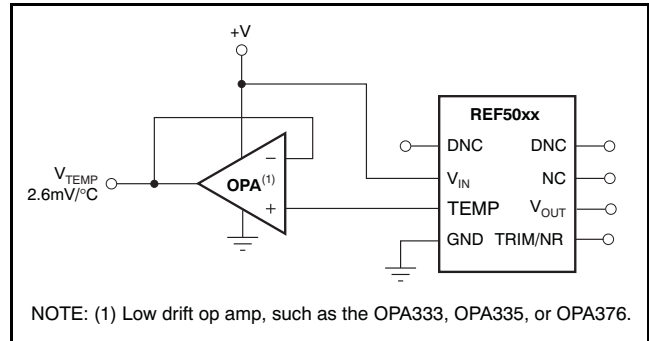 +V
REF50xx
DNC DNC
V_TEMP
2.6mV/°C
OPA(1)
−
+
V_IN NC
TEMP V_OUT
GND TRIM/NR
NOTE: (1) Low drift op amp, such as the OPA333, OPA335, or OPA376.